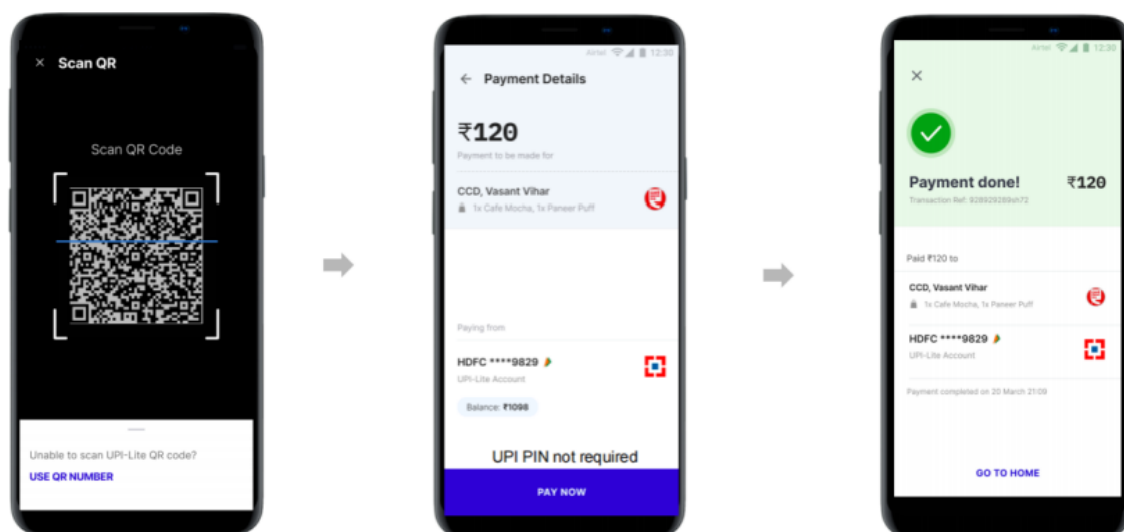 × Scan QR
Scan QR Code
Unable to scan UPI-Lite QR code?
USE QR NUMBER
Airtel 12:30
← Payment Details
₹120
Payment to be made for
CCD, Vasant Vihar
1x Cafe Mocha, 1x Paneer Puff
Paying from
HDFC ****9829
UPI-Lite Account
Balance: ₹1098
UPI PIN not required
PAY NOW
Airtel 12:30
×
Payment done! ₹120
Transaction Ref: 928929289sh72
Paid ₹120 to
CCD, Vasant Vihar
1x Cafe Mocha, 1x Paneer Puff
HDFC ****9829
UPI-Lite Account
Payment completed on 20 March 21:09
GO TO HOME